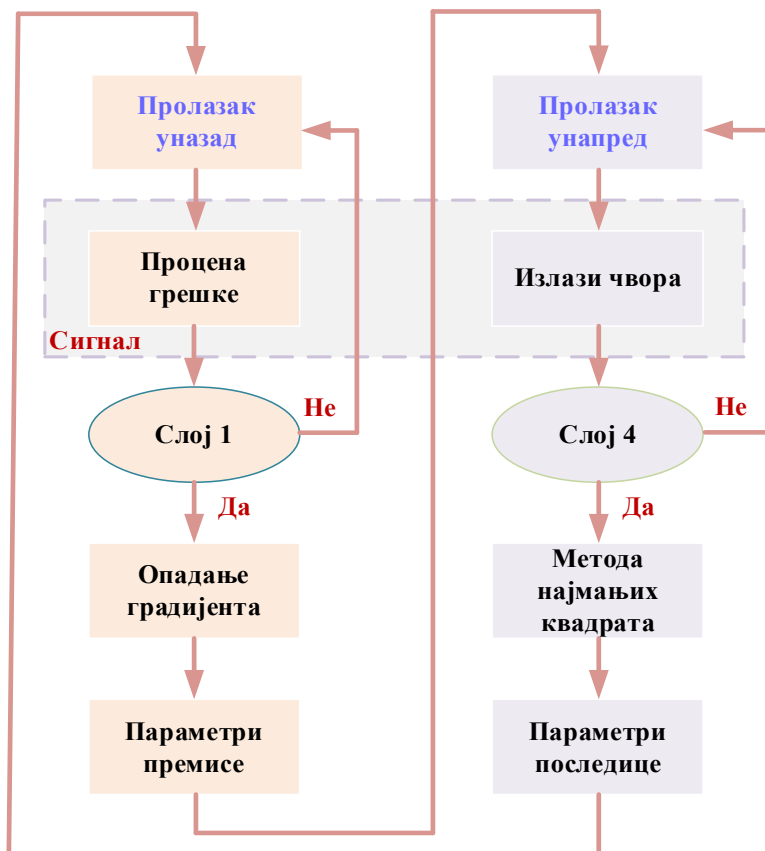 Пролазак
уназад
Процена
грешке
Сигнал
Слој 1
Не
Да
Опадање
градијента
Параметри
премисе
Пролазак
унапред
Излази чвора
Слој 4
Не
Да
Метода
најмањих
квадрата
Параметри
последице